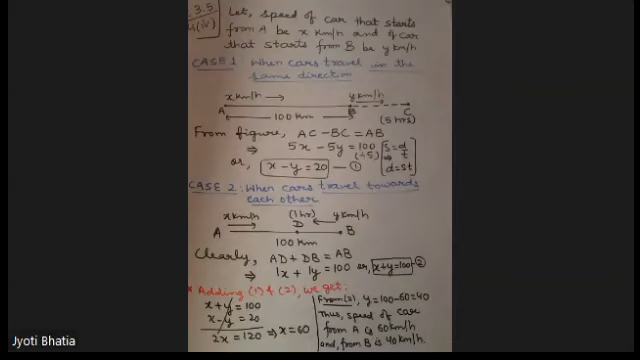 3.5
4(iv)
Let, speed of car that starts
from A be x km/h and of car
that starts from B be y km/h
CASE 1: When cars travel in the
same direction
x km/h →
y km/h →
A B C
100 km
(5 hrs)
From figure, AC - BC = AB
⇒ 5x - 5y = 100
(÷5)
or, x - y = 20 — ①
S = d/t
⇒
d = st
CASE 2: When cars travel towards
each other
x km/h →
(1 hr)
D
← y km/h
A B
100 km
Clearly, AD + DB = AB
⇒ 1x + 1y = 100 or, x+y=100 - ②
* Adding (1) & (2), we get:
x + y = 100
x - y = 20
2x = 120 ⇒ x = 60
From (2), y = 100-60 = 40
Thus, speed of car
from A is 60 km/h
and, from B is 40 km/h.
Jyoti Bhatia